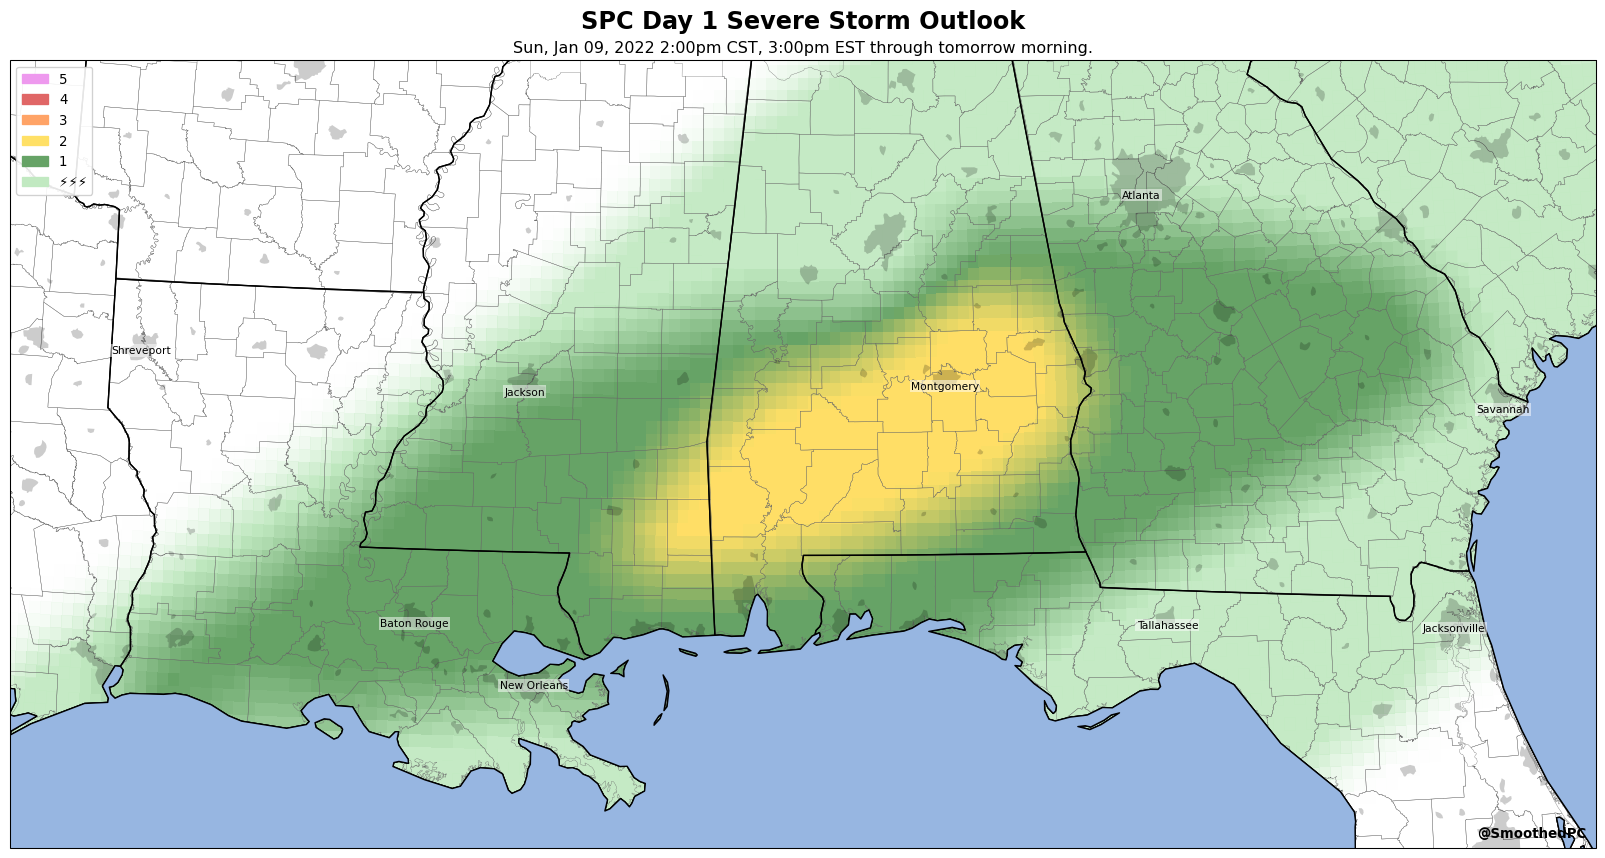 SPC Day 1 Severe Storm Outlook
Sun, Jan 09, 2022 2:00pm CST, 3:00pm EST through tomorrow morning.
5
4
3
2
1
⚡⚡⚡
Atlanta
Shreveport
Jackson
Montgomery
Savannah
Baton Rouge
Tallahassee
Jacksonville
New Orleans
@SmoothedPC